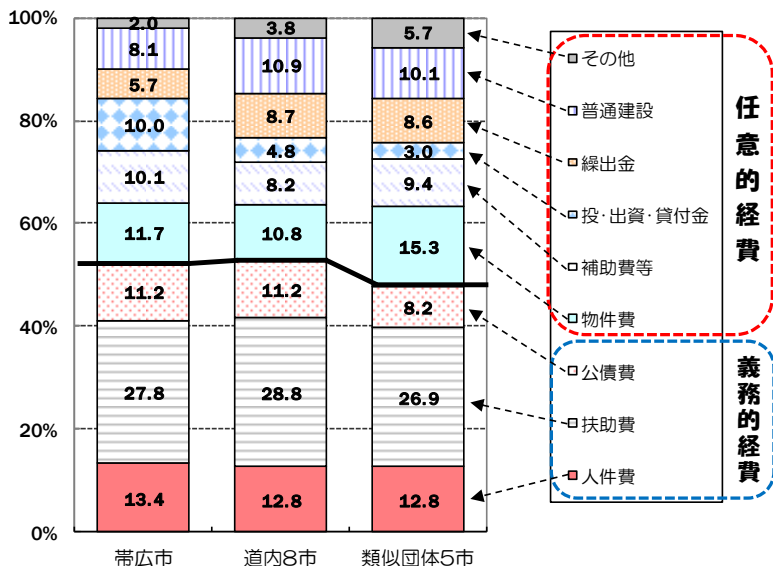 100%
80%
60%
40%
20%
0%
2.0
8.1
5.7
10.0
10.1
11.7
11.2
27.8
13.4
3.8
10.9
8.7
4.8
8.2
10.8
11.2
28.8
12.8
5.7
10.1
8.6
3.0
9.4
15.3
8.2
26.9
12.8
帯広市
道内8市
類似団体5市
その他
普通建設
繰出金
投・出資・貸付金
補助費等
物件費
公債費
扶助費
人件費
任意的経費
義務的経費